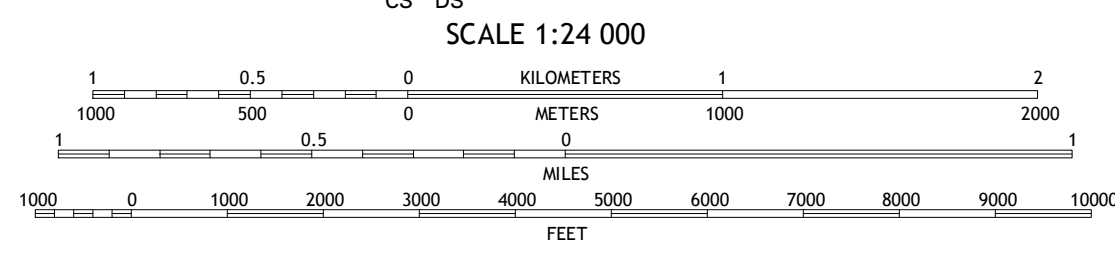 SCALE 1:24 000
1 0.5 0 KILOMETERS 1 2
1000 500 0 METERS 1000 2000
1 0.5 0 1
MILES
1000 0 1000 2000 3000 4000 5000 6000 7000 8000 9000 10000
FEET